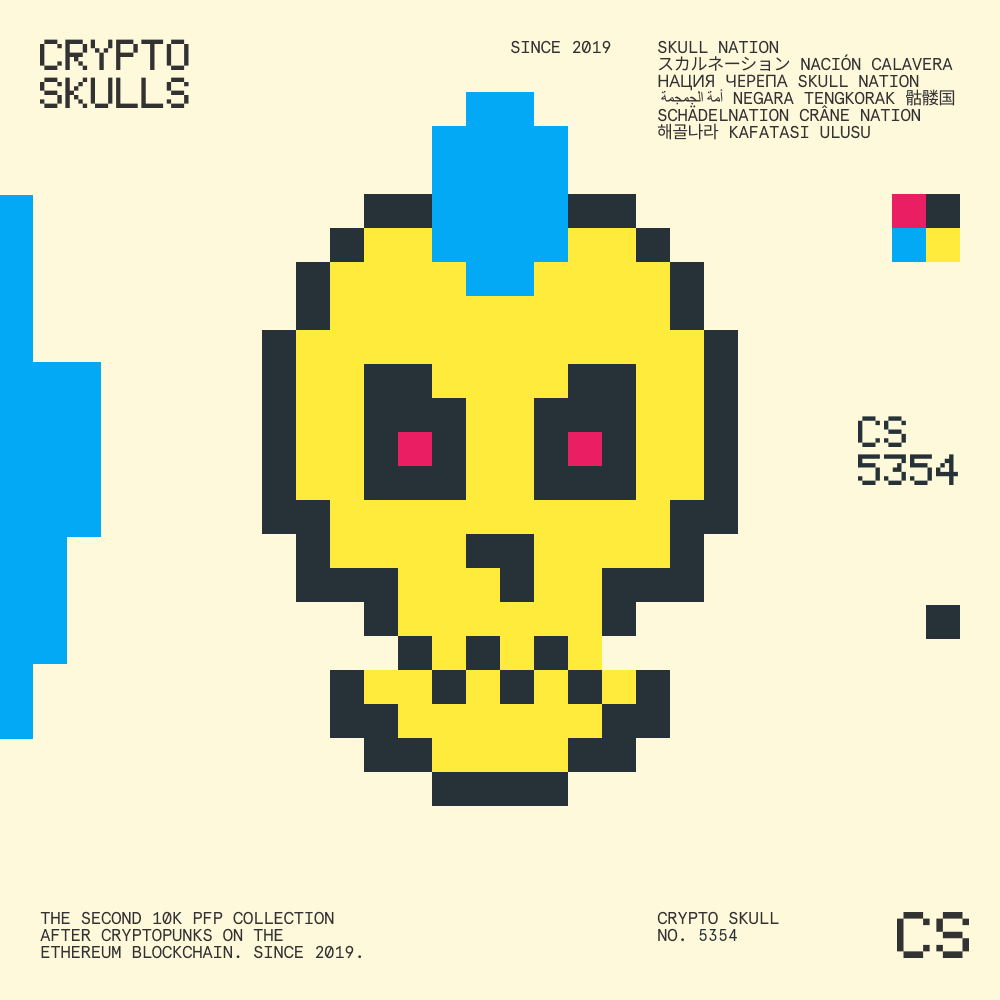 CRYPTO
SKULLS
SINCE 2019
SKULL NATION
スカルネーション NACIÓN CALAVERA
НАЦИЯ ЧЕРЕПА SKULL NATION
أمة الجمجمة NEGARA TENGKORAK 骷髅国
SCHÄDELNATION CRÂNE NATION
해골나라 KAFATASI ULUSU
CS
5354
THE SECOND 10K PFP COLLECTION
AFTER CRYPTOPUNKS ON THE
ETHEREUM BLOCKCHAIN. SINCE 2019.
CRYPTO SKULL
NO. 5354
CS